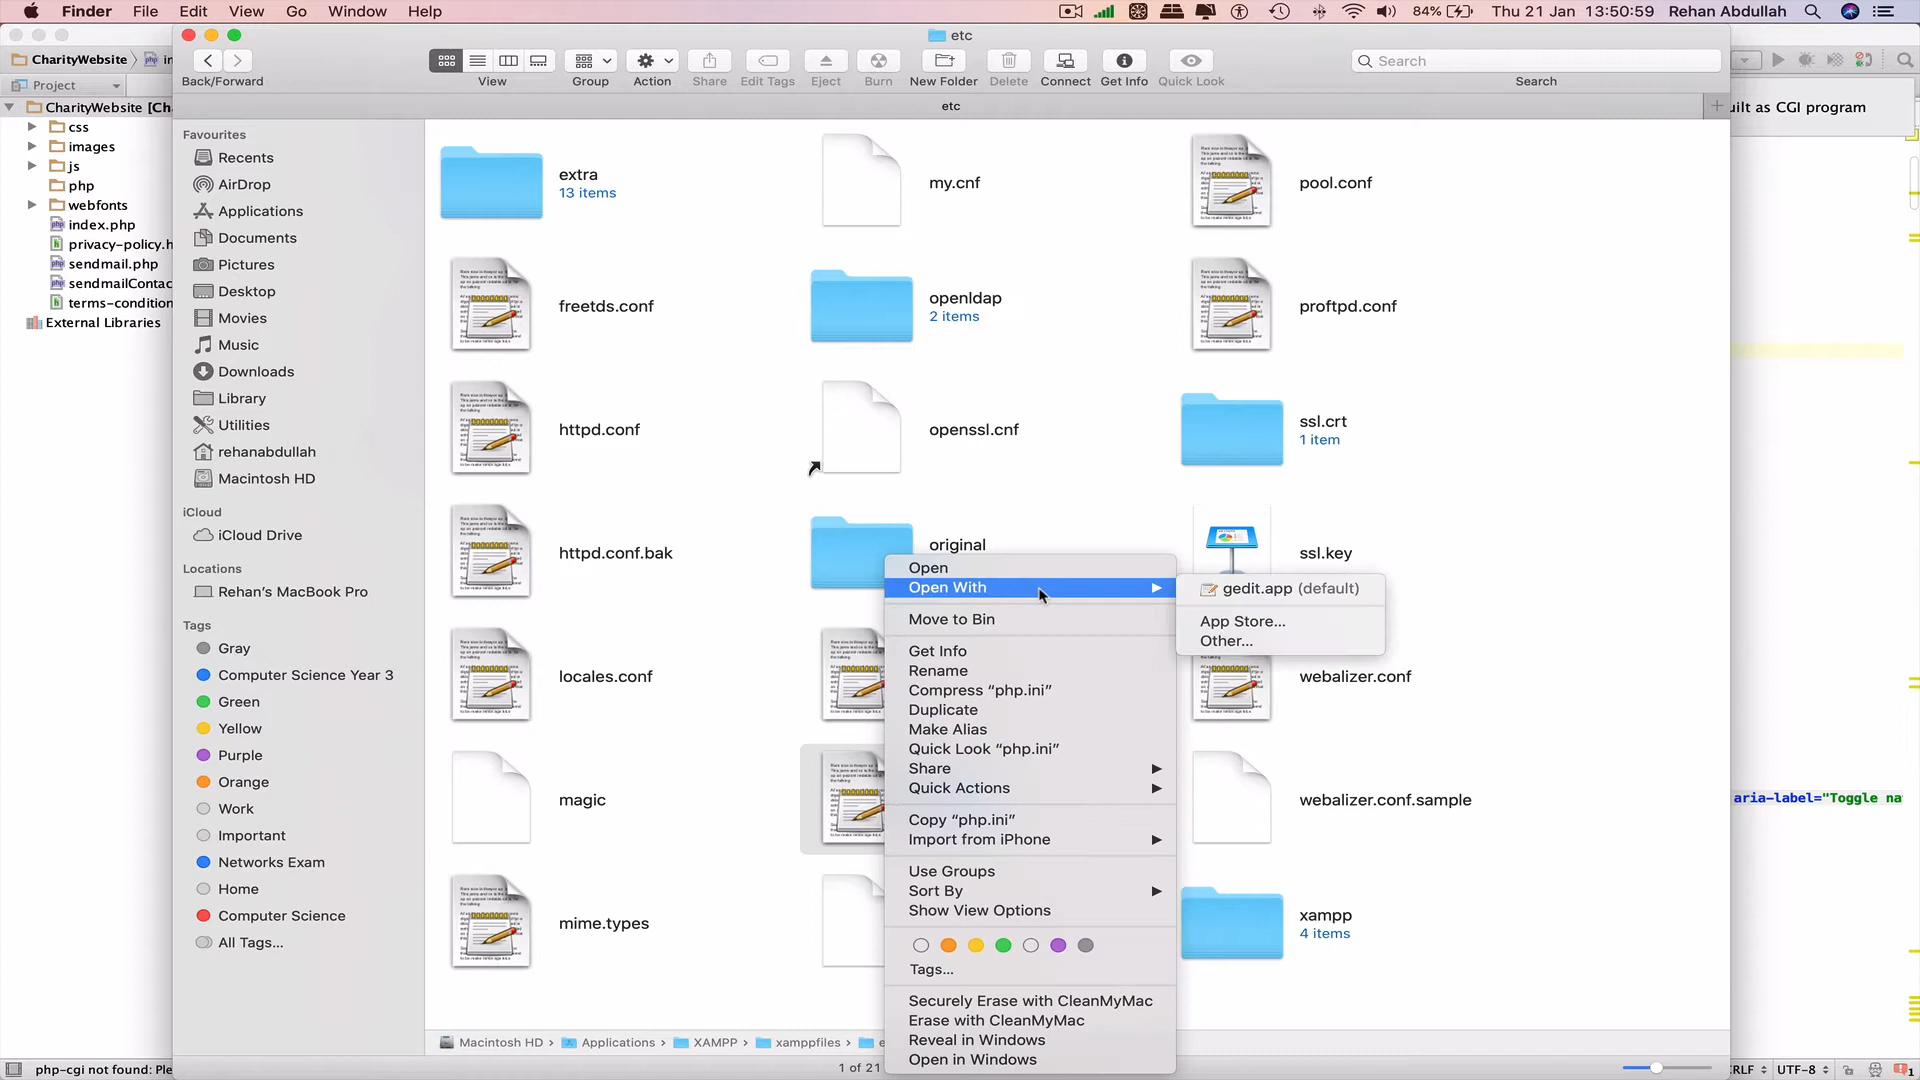 Finder File Edit View Go Window Help 84% Thu 21 Jan 13:50:59 Rehan Abdullah
etc
CharityWebsite
Back/Forward View Group Action Share Edit Tags Eject Burn New Folder Delete Connect Get Info Quick Look
Search
Search
Project
etc
uilt as CGI program
CharityWebsite [Ch
css
images
js
php
webfonts
index.php
privacy-policy.h
sendmail.php
sendmailContac
terms-condition
External Libraries
Favourites
Recents
AirDrop
Applications
Documents
Pictures
Desktop
Movies
Music
Downloads
Library
Utilities
rehanabdullah
Macintosh HD
iCloud
iCloud Drive
Locations
Rehan's MacBook Pro
Tags
Gray
Computer Science Year 3
Green
Yellow
Purple
Orange
Work
Important
Networks Exam
Home
Computer Science
All Tags...
extra
13 items
my.cnf
pool.conf
freetds.conf
openldap
2 items
proftpd.conf
httpd.conf
openssl.cnf
ssl.crt
1 item
httpd.conf.bak
original
ssl.key
locales.conf
webalizer.conf
magic
webalizer.conf.sample
mime.types
xampp
4 items
Open
Open With
Move to Bin
Get Info
Rename
Compress “php.ini”
Duplicate
Make Alias
Quick Look “php.ini”
Share
Quick Actions
Copy “php.ini”
Import from iPhone
Use Groups
Sort By
Show View Options
Tags...
Securely Erase with CleanMyMac
Erase with CleanMyMac
Reveal in Windows
Open in Windows
gedit.app (default)
App Store...
Other...
aria-label="Toggle na
Macintosh HD › Applications › XAMPP › xamppfiles › e
1 of 21
php-cgi not found: Ple
RLF UTF-8